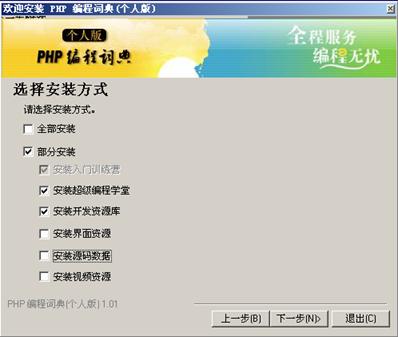 欢迎安装 PHP 编程词典(个人版)
个人版
PHP 编程词典
全程服务
编程无忧
选择安装方式
请选择安装方式。
全部安装
部分安装
安装入门训练营
安装超级编程学堂
安装开发资源库
安装界面资源
安装源码数据
安装视频资源
PHP 编程词典(个人版) 1.01
上一步(B) 下一步(N)> 退出(C)